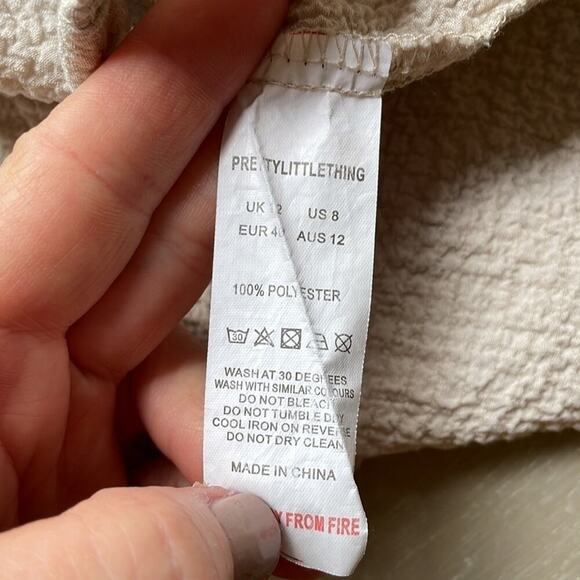 PRETTYLITTLETHING
UK 12 US 8
EUR 40 AUS 12
100% POLYESTER
30
WASH AT 30 DEGREES
WASH WITH SIMILAR COLOURS
DO NOT BLEACH
DO NOT TUMBLE DRY
COOL IRON ON REVERSE
DO NOT DRY CLEAN
MADE IN CHINA
FROM FIRE